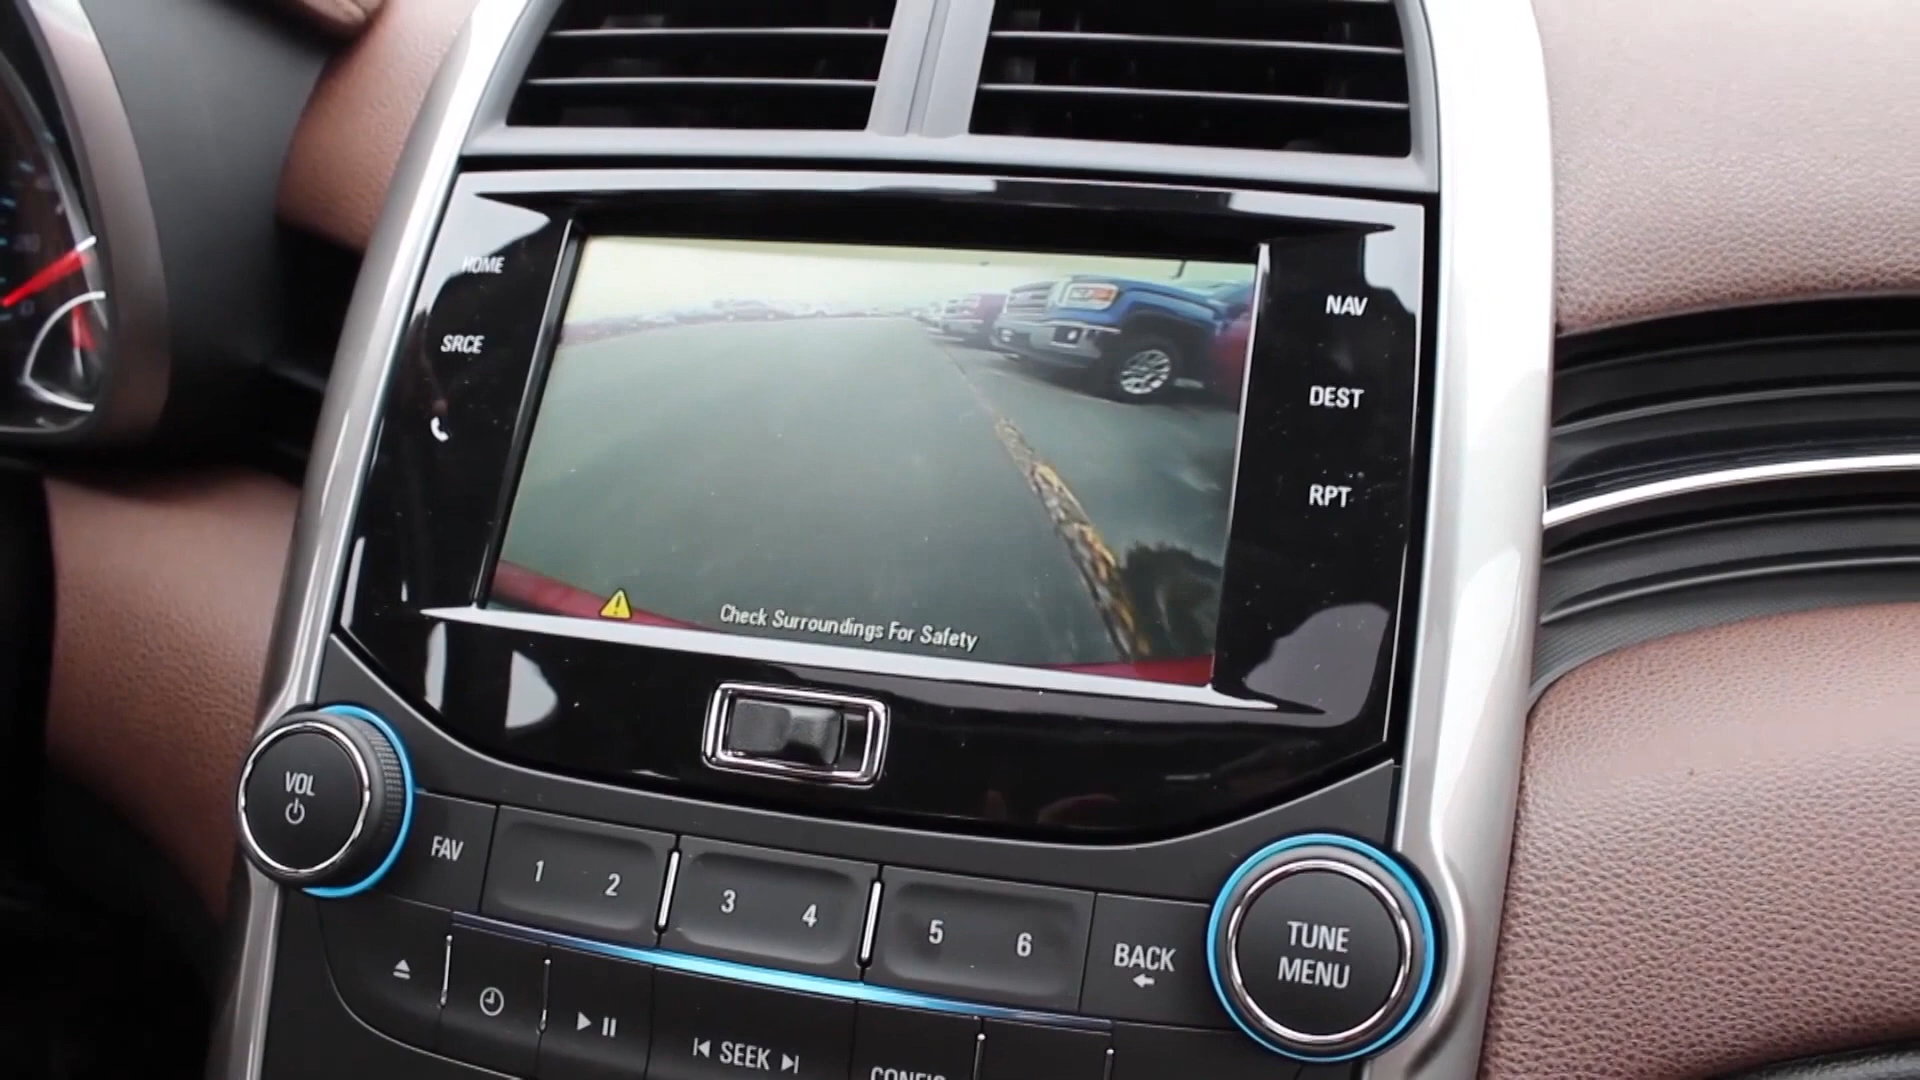 HOME
SRCE
NAV
DEST
RPT
Check Surroundings For Safety
VOL
FAV
1 2
3 4
5 6
BACK
TUNE
MENU
SEEK
CONFIG